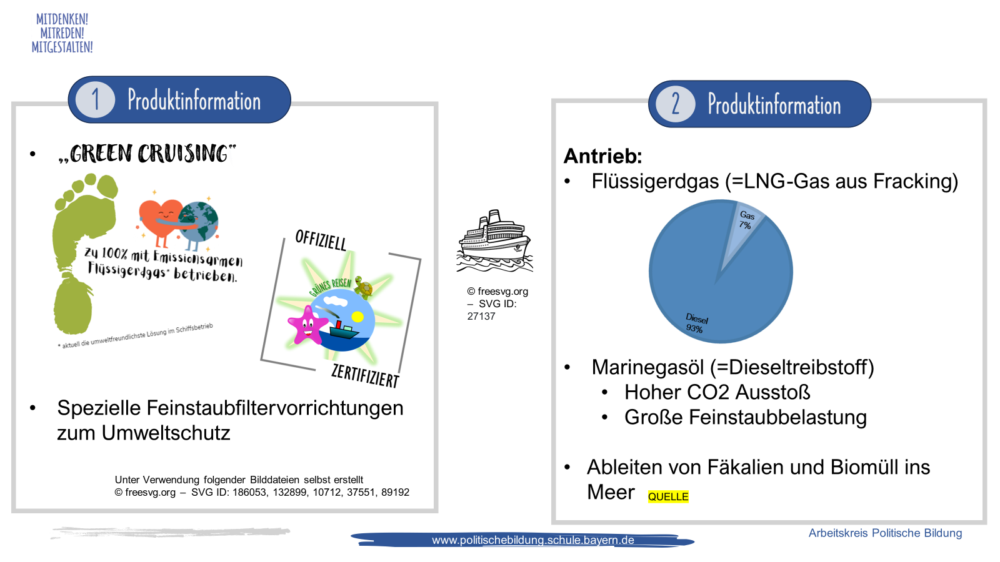 MITDENKEN!
MITREDEN!
MITGESTALTEN!
1 Produktinformation
• „GREEN CRUISING“
Zu 100% mit Emissionsarmen
Flüssigerdgas* betrieben.
* aktuell die umweltfreundlichste Lösung im Schiffsbetrieb
OFFIZIELL
GRÜNES REISEN
ZERTIFIZIERT
• Spezielle Feinstaubfiltervorrichtungen
zum Umweltschutz
Unter Verwendung folgender Bilddateien selbst erstellt
© freesvg.org – SVG ID: 186053, 132899, 10712, 37551, 89192
© freesvg.org
– SVG ID:
27137
2 Produktinformation
Antrieb:
• Flüssigerdgas (=LNG-Gas aus Fracking)
Gas
7%
Diesel
93%
• Marinegasöl (=Dieseltreibstoff)
• Hoher CO2 Ausstoß
• Große Feinstaubbelastung
• Ableiten von Fäkalien und Biomüll ins
Meer QUELLE
www.politischebildung.schule.bayern.de
Arbeitskreis Politische Bildung